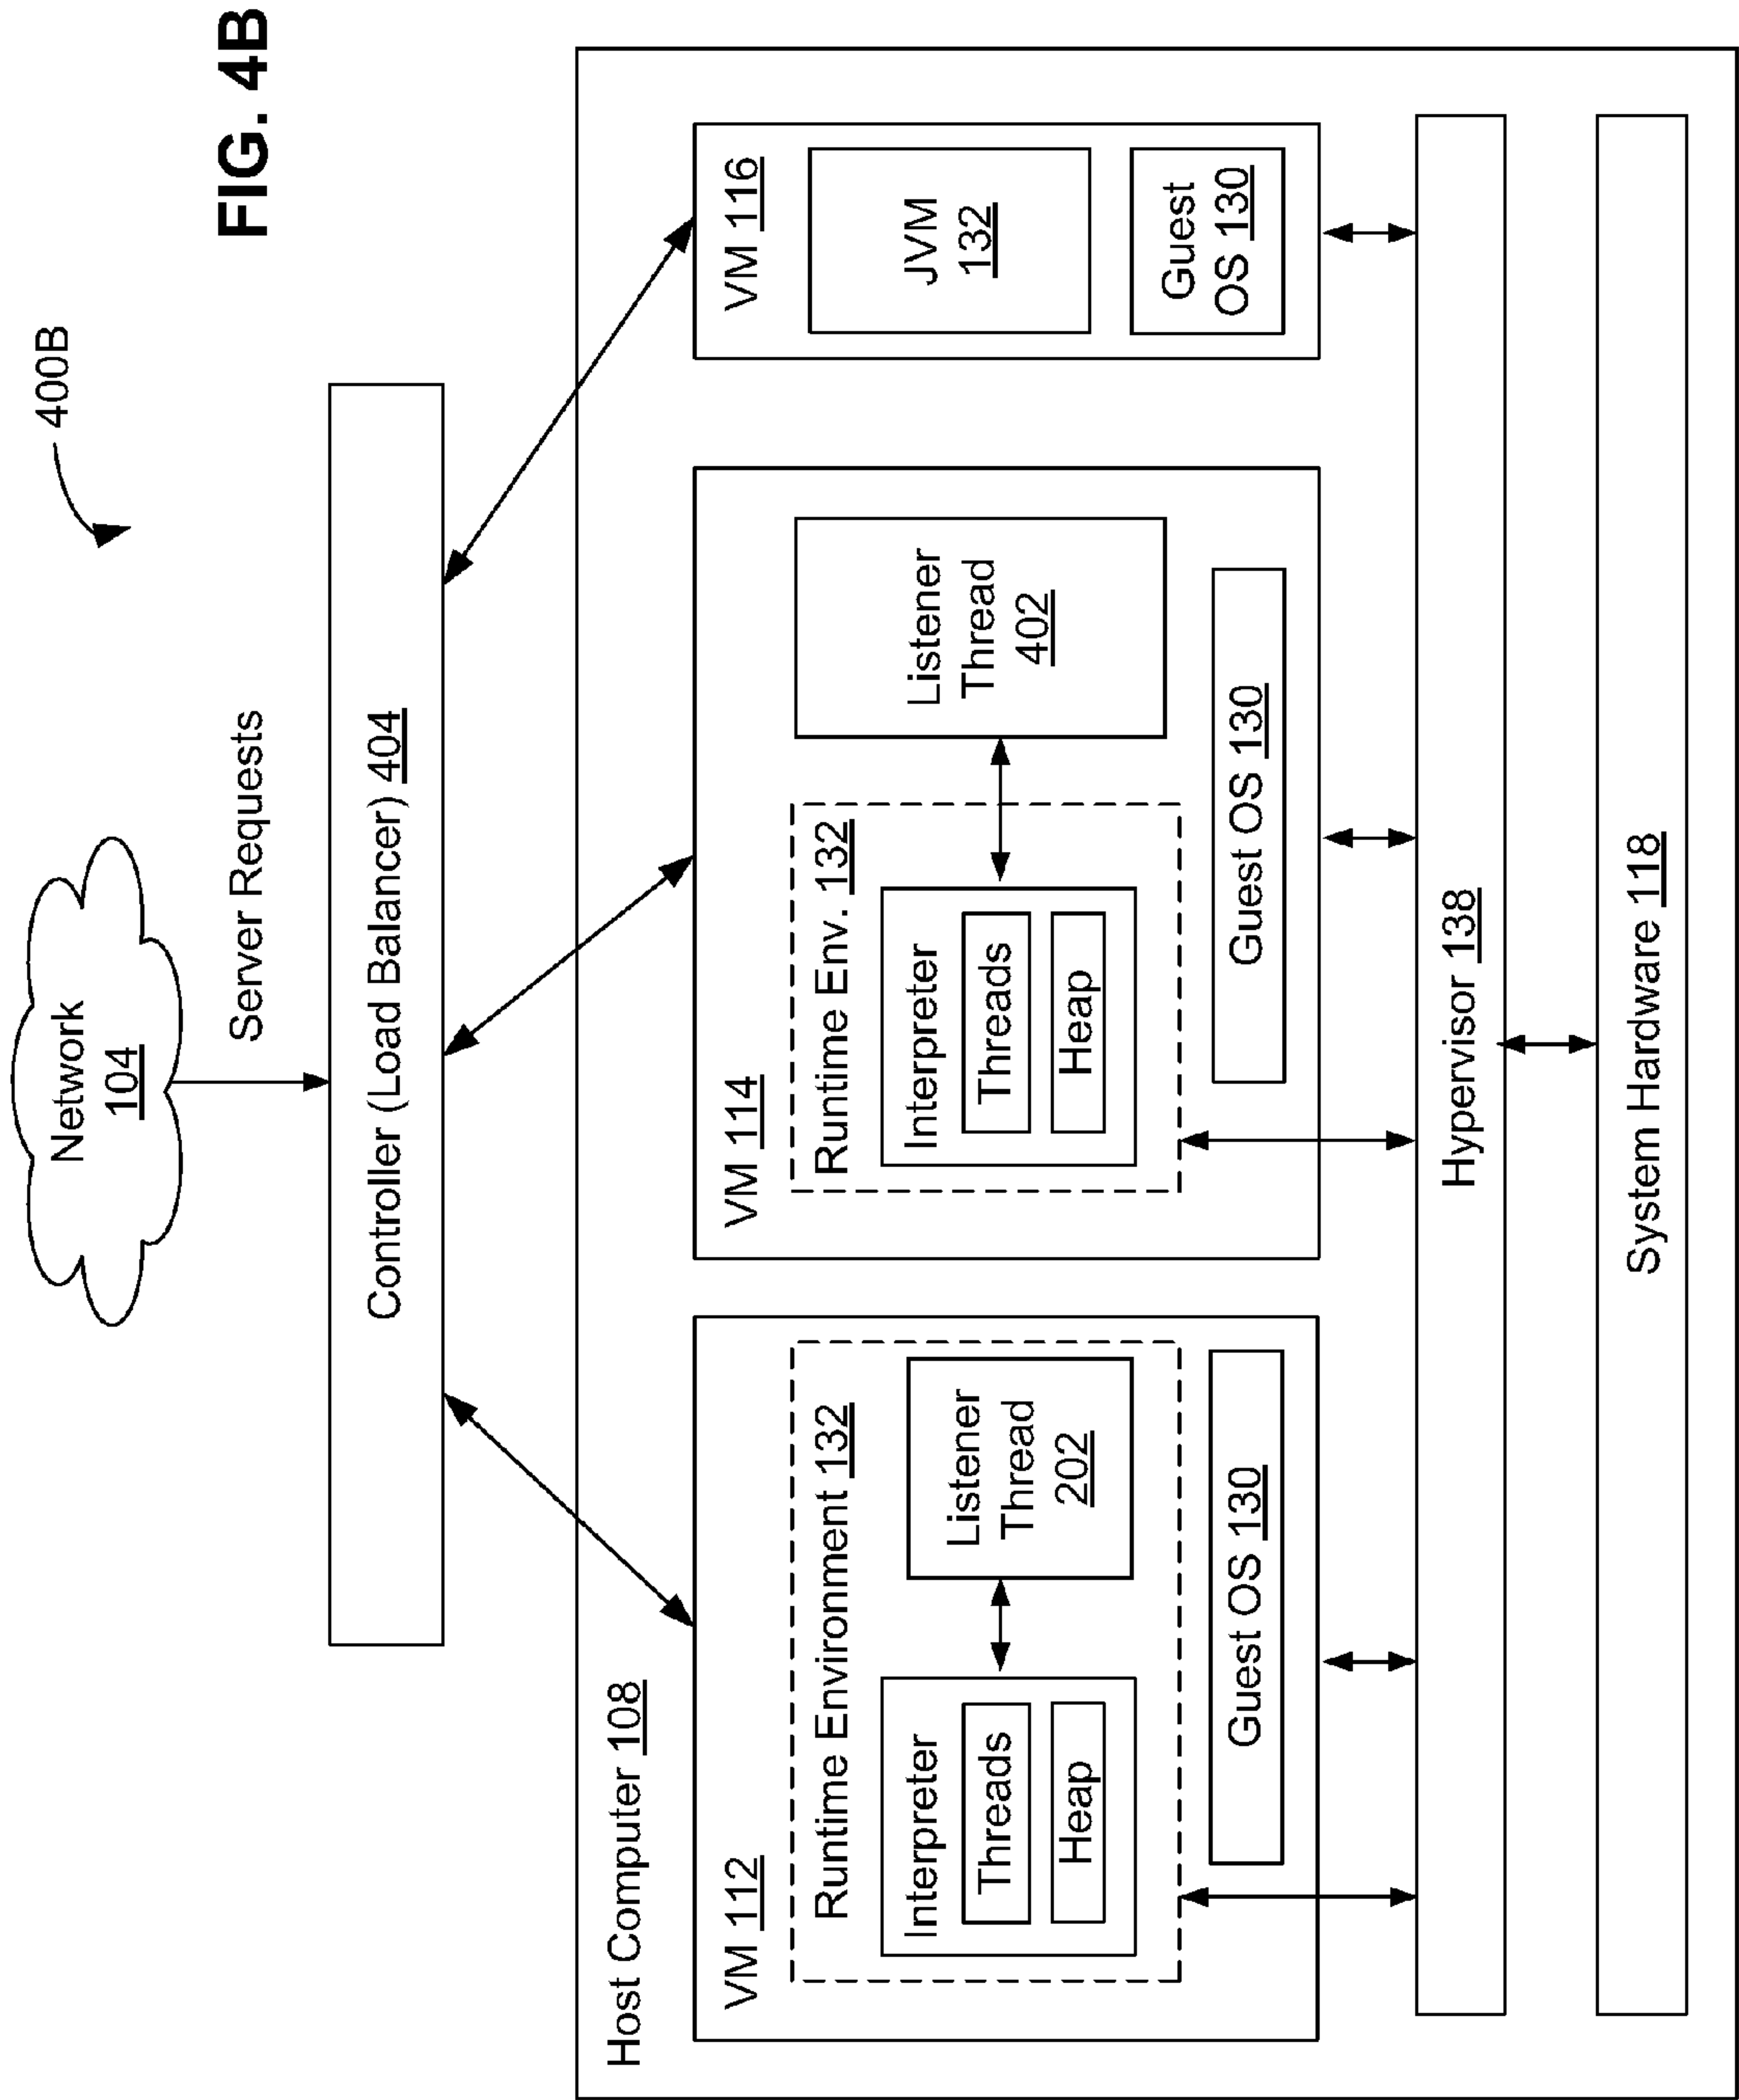 FIG. 4B
400B
Network
104
Server Requests
Controller (Load Balancer) 404
Host Computer 108
VM 112
Runtime Environment 132
Interpreter
Threads
Heap
Listener
Thread
202
Guest OS 130
VM 114
Runtime Env. 132
Interpreter
Threads
Heap
Listener
Thread
402
Guest OS 130
VM 116
JVM
132
Guest
OS 130
Hypervisor 138
System Hardware 118